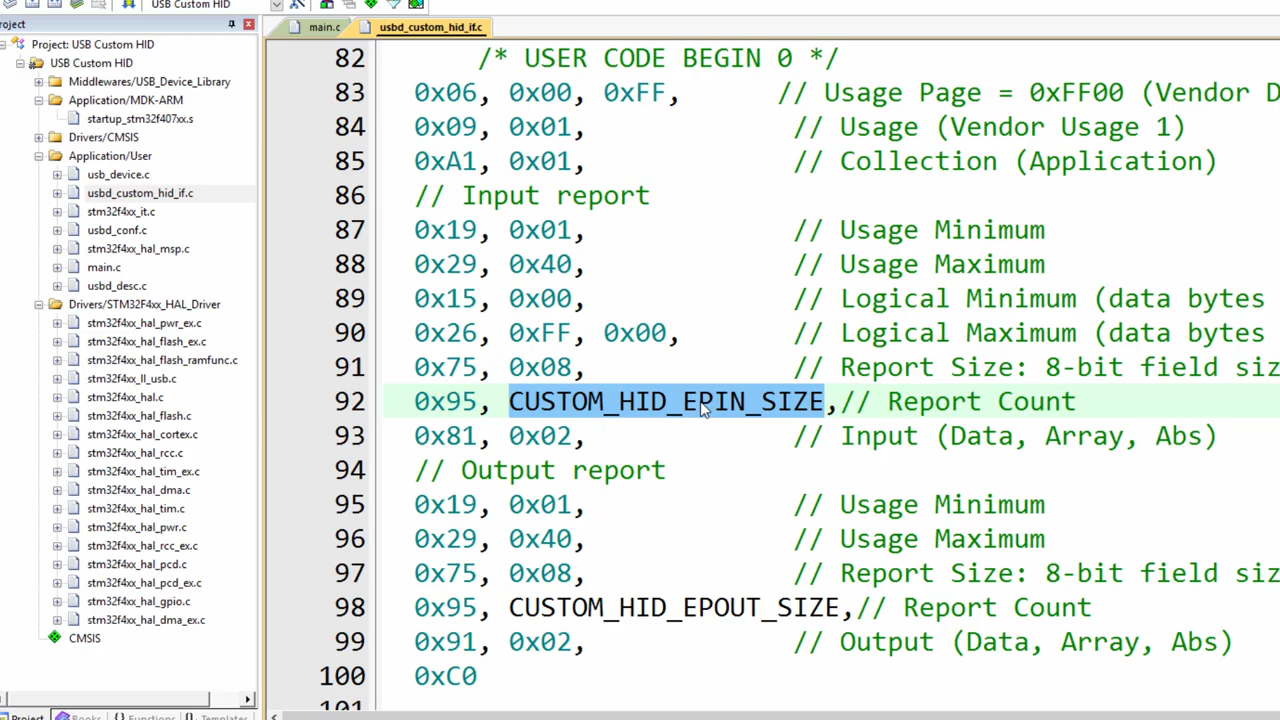 USB Custom HID
roject
main.c
usbd_custom_hid_if.c
Project: USB Custom HID
USB Custom HID
Middlewares/USB_Device_Library
Application/MDK-ARM
startup_stm32f407xx.s
Drivers/CMSIS
Application/User
usb_device.c
usbd_custom_hid_if.c
stm32f4xx_it.c
usbd_conf.c
stm32f4xx_hal_msp.c
main.c
usbd_desc.c
Drivers/STM32F4xx_HAL_Driver
stm32f4xx_hal_pwr_ex.c
stm32f4xx_hal_flash_ex.c
stm32f4xx_hal_flash_ramfunc.c
stm32f4xx_ll_usb.c
stm32f4xx_hal.c
stm32f4xx_hal_flash.c
stm32f4xx_hal_cortex.c
stm32f4xx_hal_rcc.c
stm32f4xx_hal_tim_ex.c
stm32f4xx_hal_dma.c
stm32f4xx_hal_tim.c
stm32f4xx_hal_pwr.c
stm32f4xx_hal_rcc_ex.c
stm32f4xx_hal_pcd.c
stm32f4xx_hal_pcd_ex.c
stm32f4xx_hal_gpio.c
stm32f4xx_hal_dma_ex.c
CMSIS
Project Books {} Functions Templates
82 /* USER CODE BEGIN 0 */
83 0x06, 0x00, 0xFF, // Usage Page = 0xFF00 (Vendor D
84 0x09, 0x01, // Usage (Vendor Usage 1)
85 0xA1, 0x01, // Collection (Application)
86 // Input report
87 0x19, 0x01, // Usage Minimum
88 0x29, 0x40, // Usage Maximum
89 0x15, 0x00, // Logical Minimum (data bytes
90 0x26, 0xFF, 0x00, // Logical Maximum (data bytes
91 0x75, 0x08, // Report Size: 8-bit field siz
92 0x95, CUSTOM_HID_EPIN_SIZE,// Report Count
93 0x81, 0x02, // Input (Data, Array, Abs)
94 // Output report
95 0x19, 0x01, // Usage Minimum
96 0x29, 0x40, // Usage Maximum
97 0x75, 0x08, // Report Size: 8-bit field siz
98 0x95, CUSTOM_HID_EPOUT_SIZE,// Report Count
99 0x91, 0x02, // Output (Data, Array, Abs)
100 0xC0
101